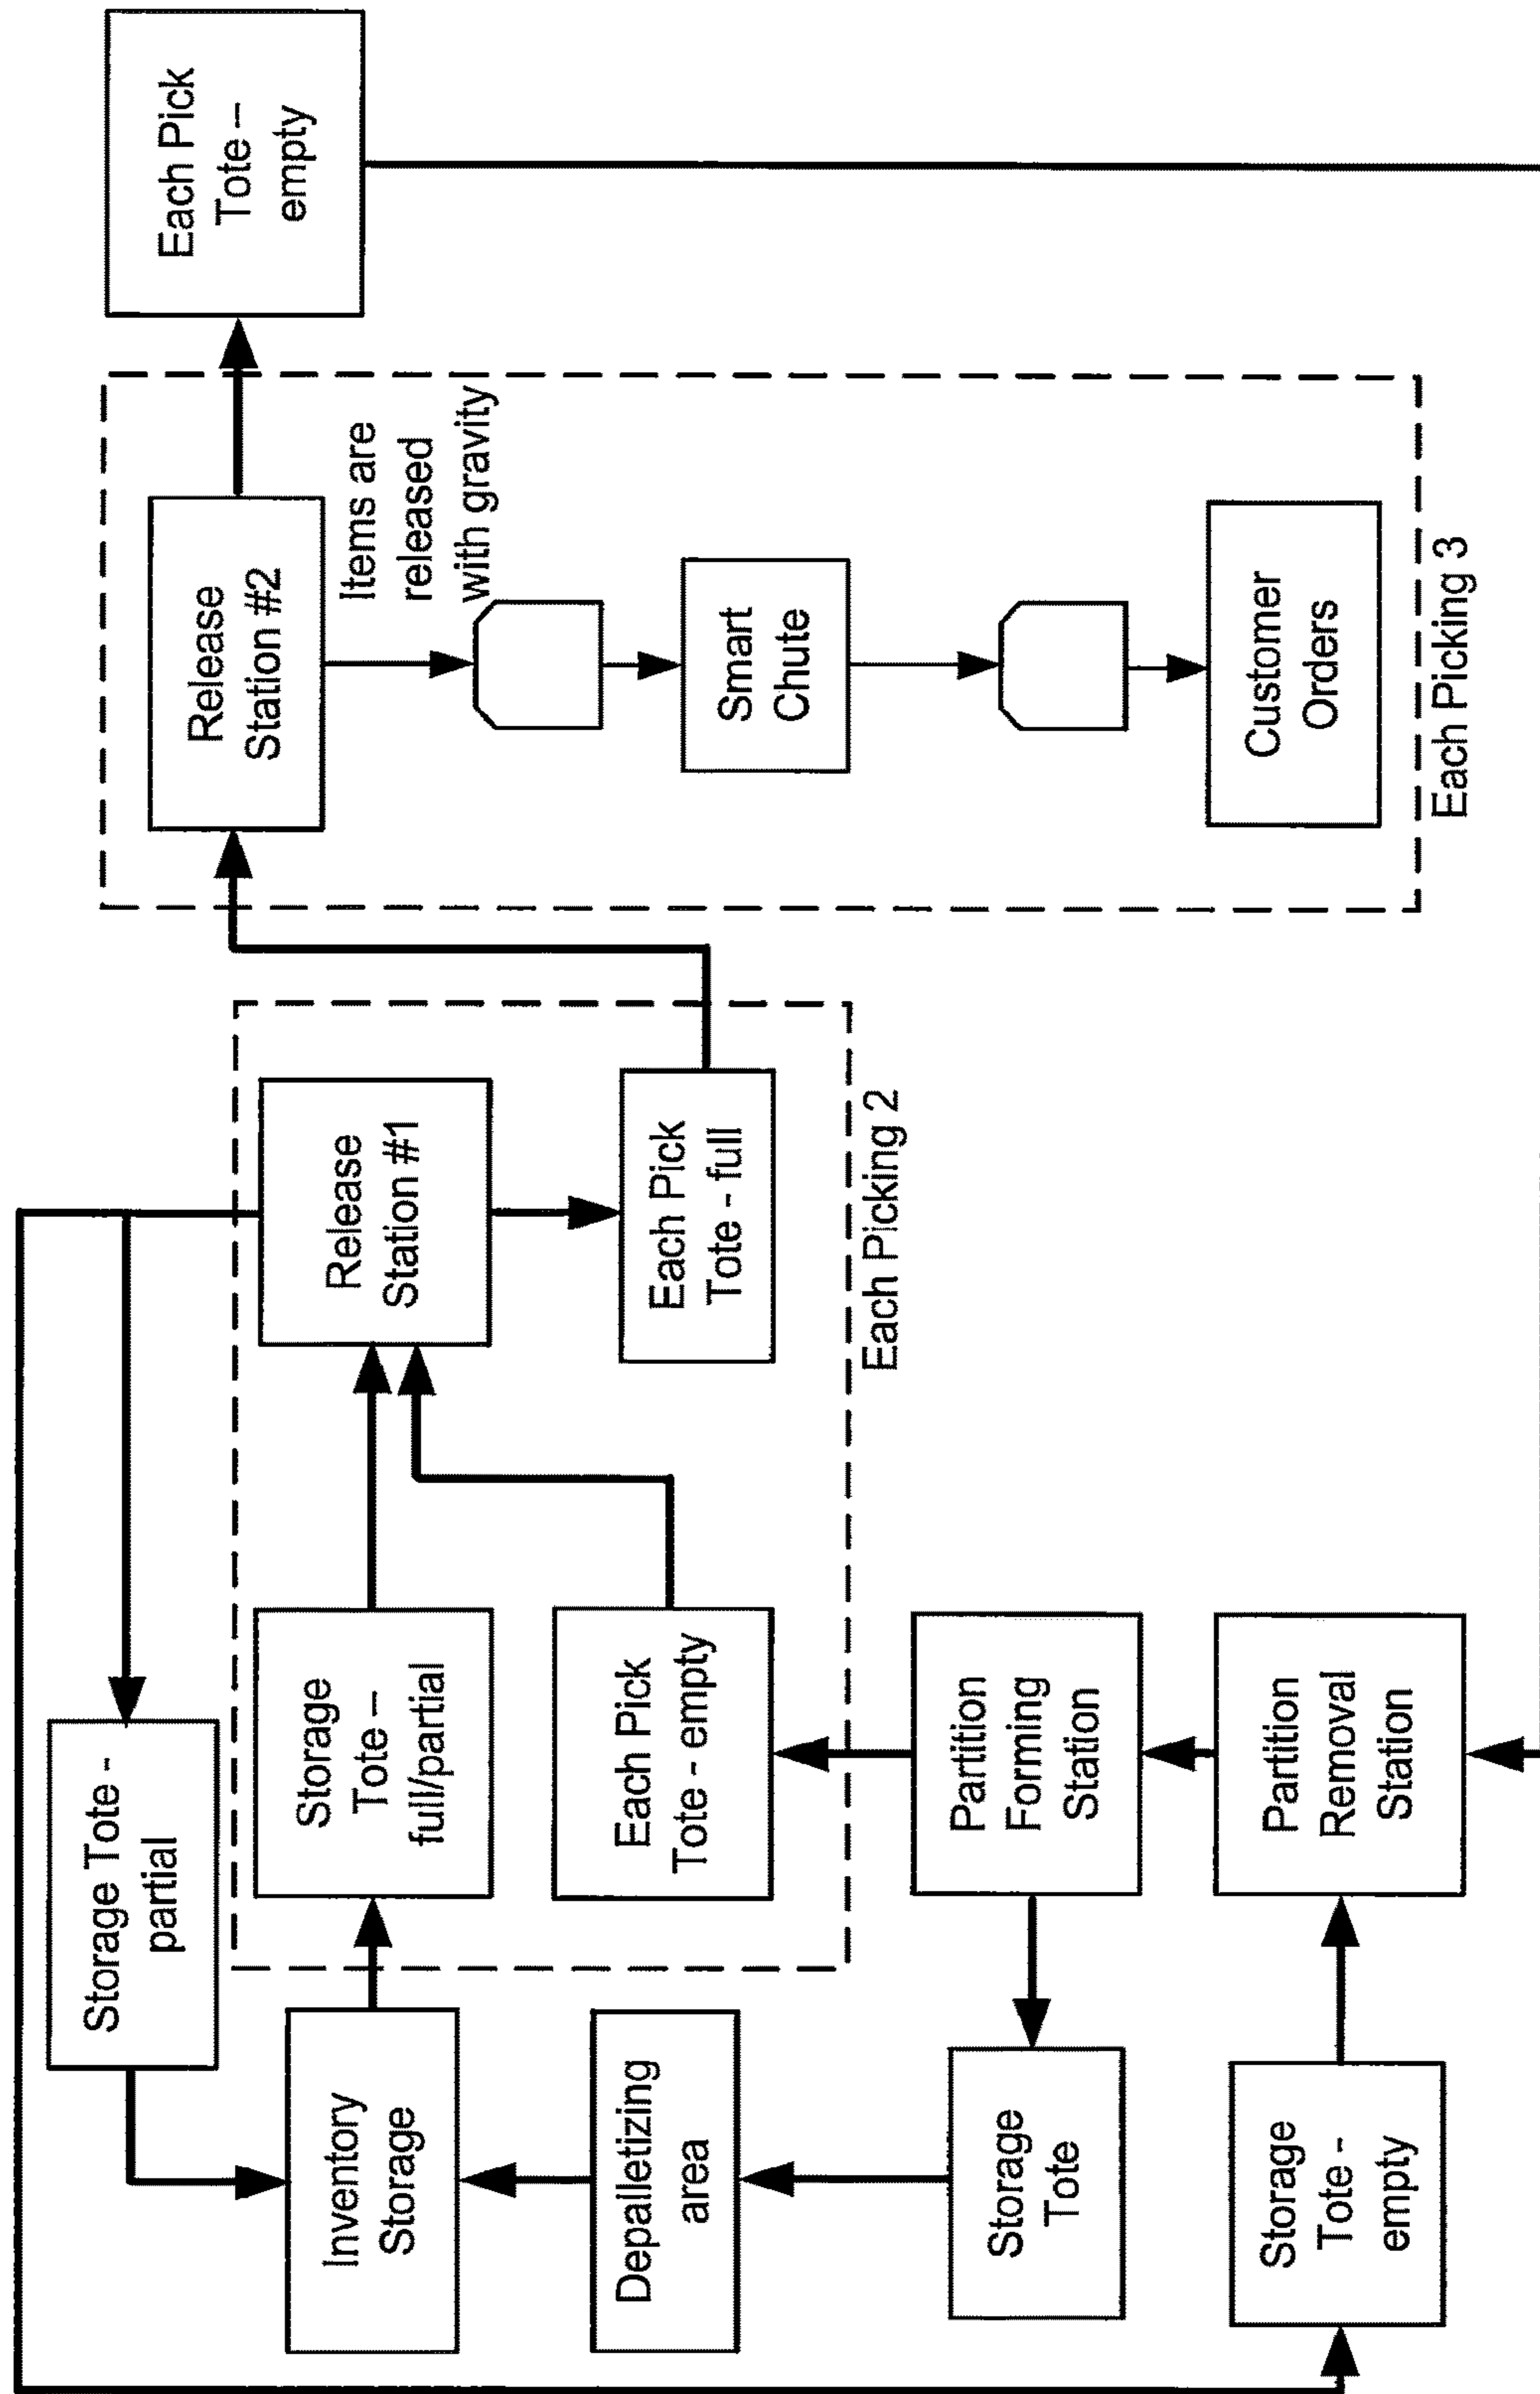 Storage Tote -
partial
Inventory
Storage
Storage
Tote –
full/partial
Release
Station #1
Release
Station #2
Each Pick
Tote –
empty
Items are
released
with gravity
Depalletizing
area
Each Pick
Tote - empty
Each Pick
Tote - full
Smart
Chute
Each Picking 2
Storage
Tote
Partition
Forming
Station
Customer
Orders
Storage
Tote -
empty
Partition
Removal
Station
Each Picking 3